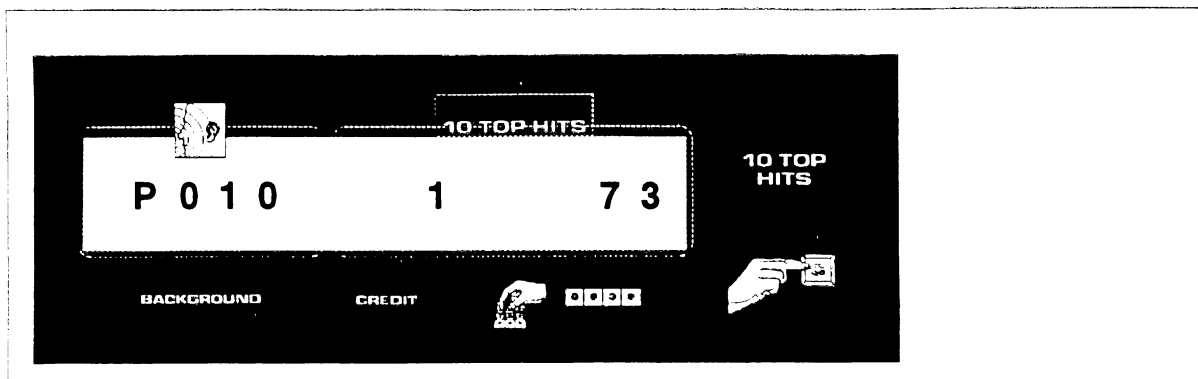 10 TOP HITS
P 0 1 0 1 7 3
10 TOP
HITS
BACKGROUND CREDIT